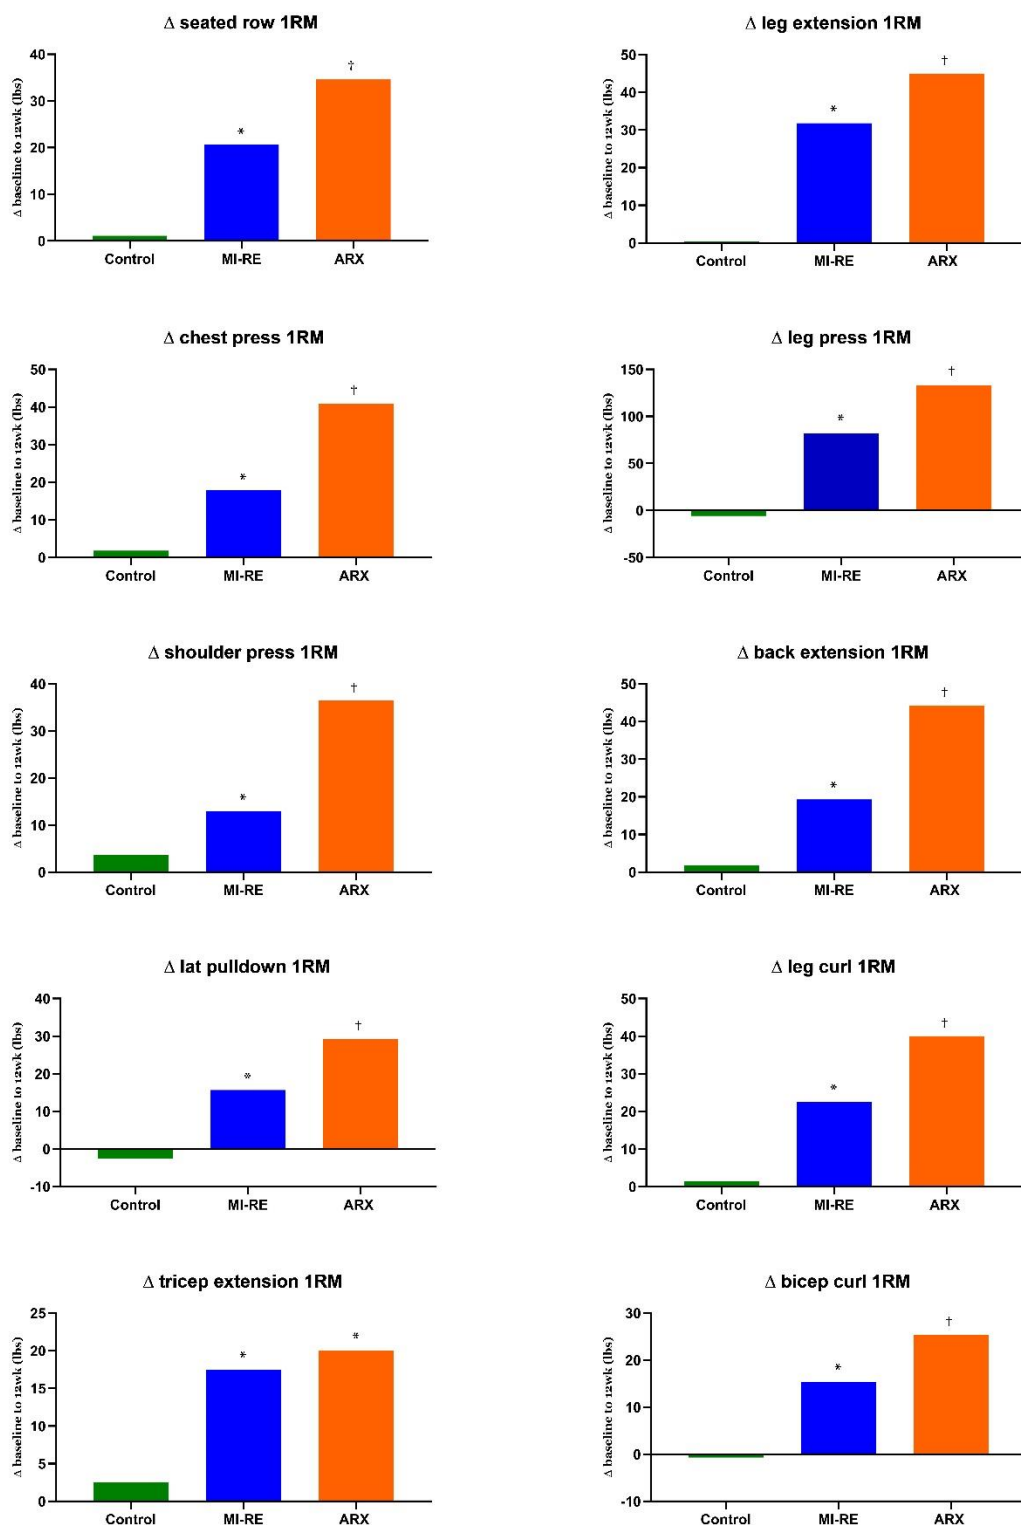 Δ seated row 1RM
Δ baseline to 12wk (lbs)
40
30
20
10
0
*
†
Control MI-RE ARX
Δ leg extension 1RM
Δ baseline to 12wk (lbs)
50
40
30
20
10
0
*
†
Control MI-RE ARX
Δ chest press 1RM
Δ baseline to 12wk (lbs)
50
40
30
20
10
0
*
†
Control MI-RE ARX
Δ leg press 1RM
Δ baseline to 12wk (lbs)
150
100
50
0
-50
*
†
Control MI-RE ARX
Δ shoulder press 1RM
Δ baseline to 12wk (lbs)
40
30
20
10
0
*
†
Control MI-RE ARX
Δ back extension 1RM
Δ baseline to 12wk (lbs)
50
40
30
20
10
0
*
†
Control MI-RE ARX
Δ lat pulldown 1RM
Δ baseline to 12wk (lbs)
40
30
20
10
0
-10
*
†
Control MI-RE ARX
Δ leg curl 1RM
Δ baseline to 12wk (lbs)
50
40
30
20
10
0
*
†
Control MI-RE ARX
Δ tricep extension 1RM
Δ baseline to 12wk (lbs)
25
20
15
10
5
0
*
*
Control MI-RE ARX
Δ bicep curl 1RM
Δ baseline to 12wk (lbs)
30
20
10
0
-10
*
†
Control MI-RE ARX